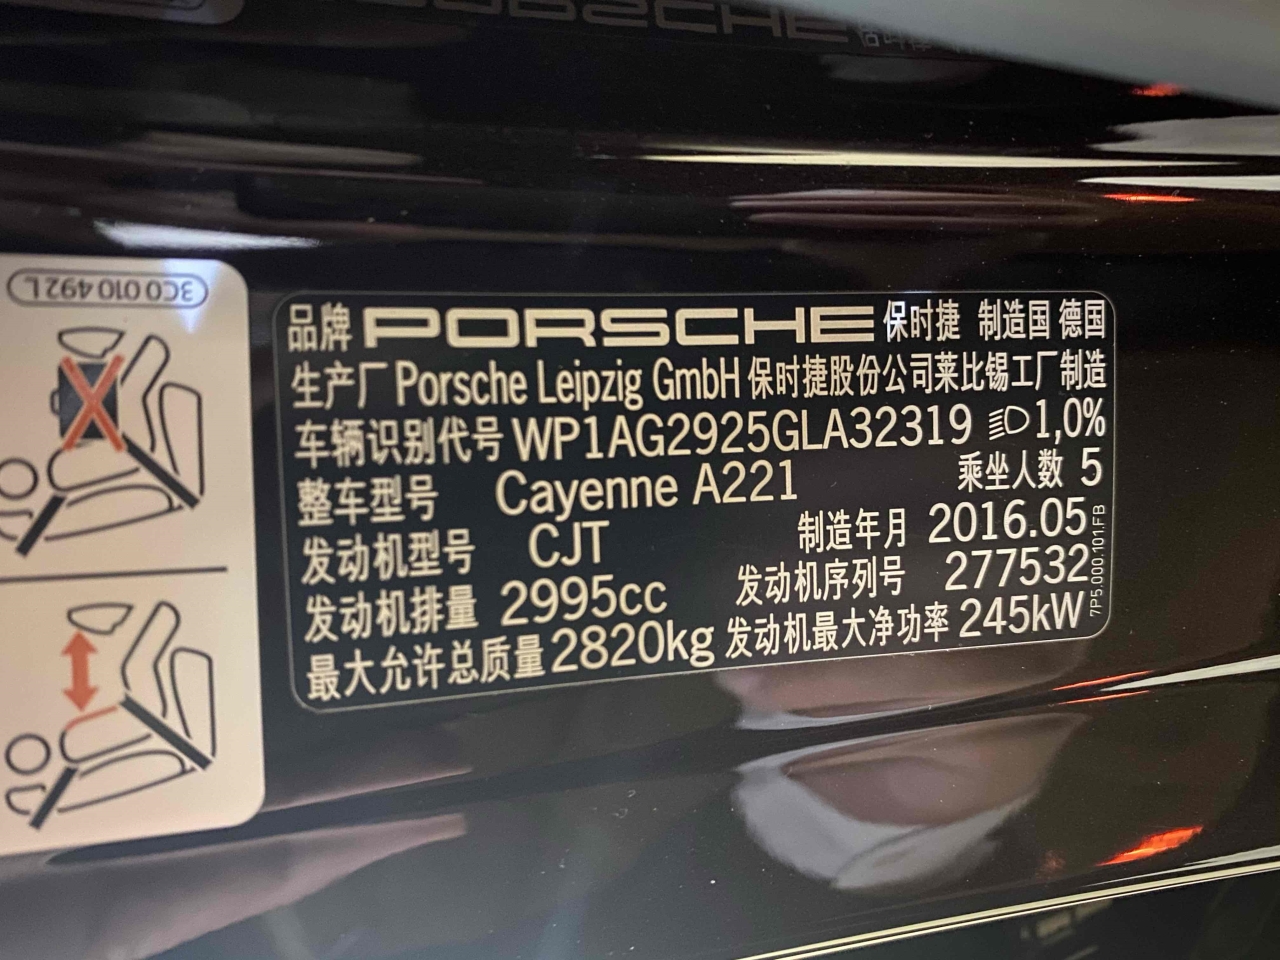 3C0 010 492 L
品牌 PORSCHE 保时捷 制造国 德国
生产厂 Porsche Leipzig GmbH 保时捷股份公司莱比锡工厂制造
车辆识别代号 WP1AG2925GLA32319 1,0%
整车型号 Cayenne A221 乘坐人数 5
发动机型号 CJT 制造年月 2016.05
发动机排量 2995cc 发动机序列号 277532
最大允许总质量 2820kg 发动机最大净功率 245kW
7P5.000.101.FB